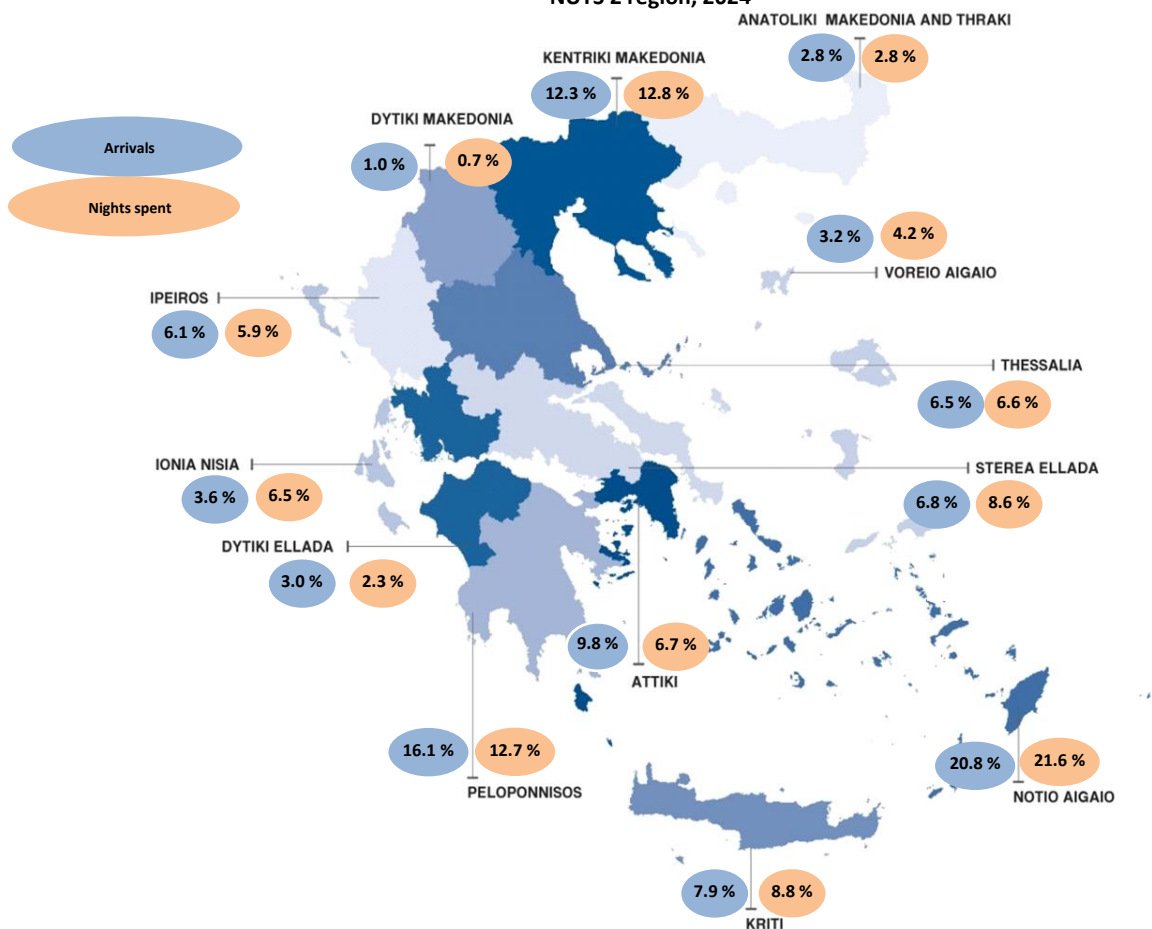 NUTS 2 region, 2024
ANATOLIKI MAKEDONIA AND THRAKI
2.8 % 2.8 %
KENTRIKI MAKEDONIA
12.3 % 12.8 %
DYTIKI MAKEDONIA
1.0 % 0.7 %
Arrivals
Nights spent
3.2 % 4.2 %
VOREIO AIGAIO
IPEIROS
6.1 % 5.9 %
THESSALIA
6.5 % 6.6 %
IONIA NISIA
3.6 % 6.5 %
STEREA ELLADA
6.8 % 8.6 %
DYTIKI ELLADA
3.0 % 2.3 %
9.8 % 6.7 %
ATTIKI
16.1 % 12.7 %
PELOPONNISOS
20.8 % 21.6 %
NOTIO AIGAIO
7.9 % 8.8 %
KRITI